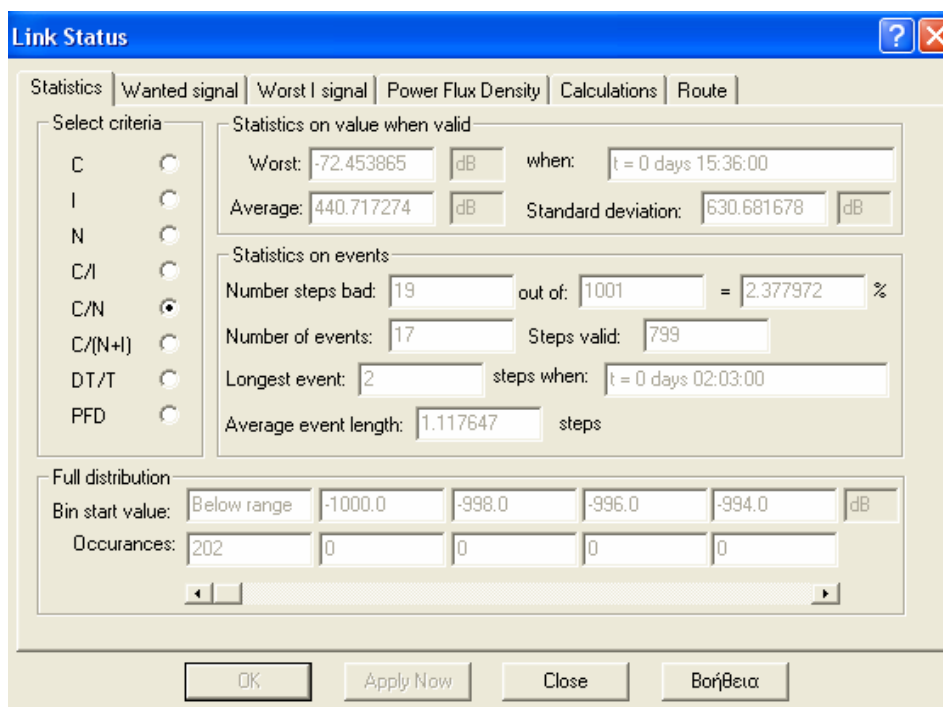 Link Status
Statistics Wanted signal Worst I signal Power Flux Density Calculations Route
Select criteria
C
I
N
C/I
C/N
C/(N+I)
DT/T
PFD
Statistics on value when valid
Worst: -72.453865 dB when: t = 0 days 15:36:00
Average: 440.717274 dB Standard deviation: 630.681678 dB
Statistics on events
Number steps bad: 19 out of: 1001 = 2.377972 %
Number of events: 17 Steps valid: 799
Longest event: 2 steps when: t = 0 days 02:03:00
Average event length: 1.117647 steps
Full distribution
Bin start value: Below range -1000.0 -998.0 -996.0 -994.0 dB
Occurances: 202 0 0 0 0
OK Apply Now Close Βοήθεια